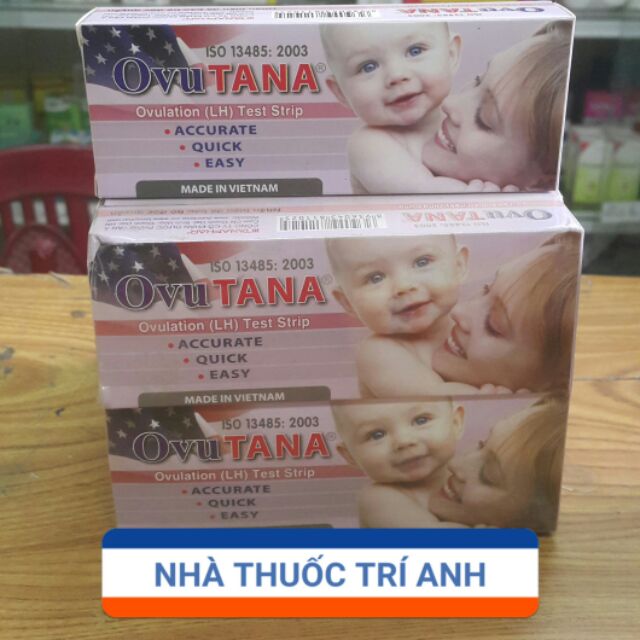 ISO 13485: 2003
OvuTANA®
Ovulation (LH) Test Strip
• ACCURATE
• QUICK
• EASY
MADE IN VIETNAM
OvuTANA
ISO 13485: 2003
OvuTANA®
Ovulation (LH) Test Strip
• ACCURATE
• QUICK
• EASY
MADE IN VIETNAM
ISO 13485: 2003
OvuTANA®
Ovulation (LH) Test Strip
• ACCURATE
• QUICK
• EASY
NHÀ THUỐC TRÍ ANH